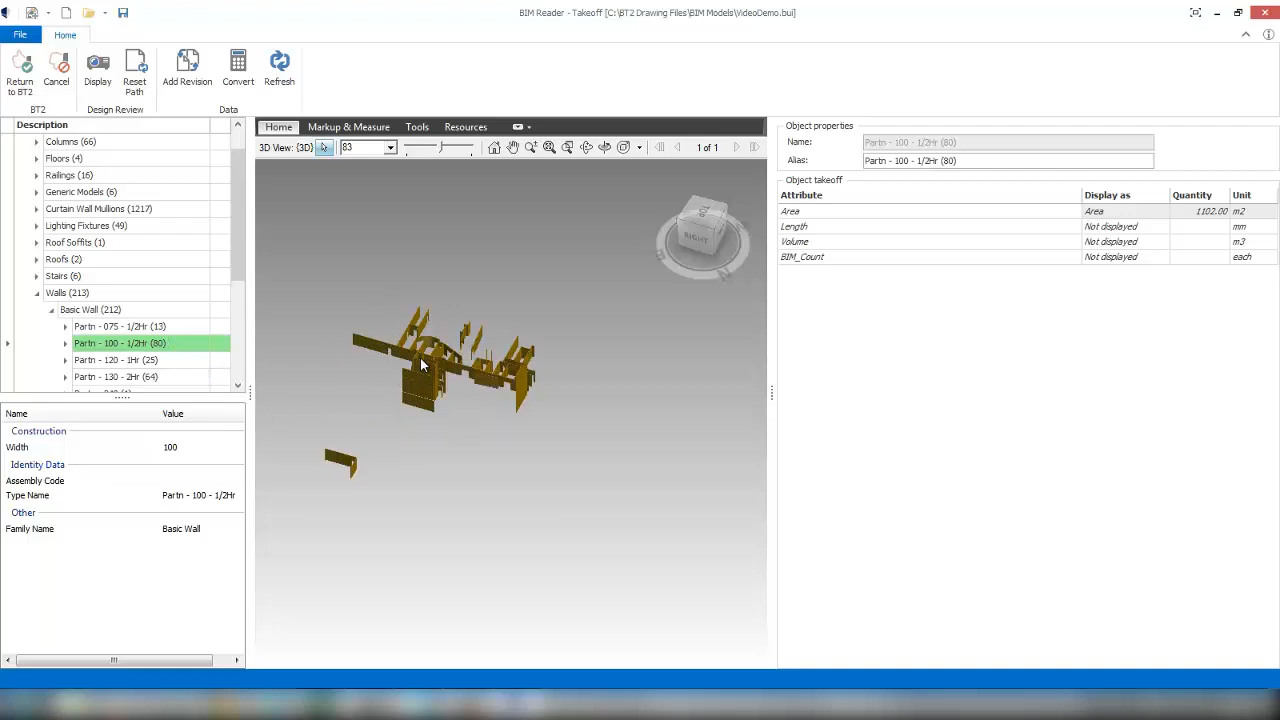 BIM Reader - Takeoff [C:\BT2 Drawing Files\BIM Models\VideoDemo.bui]
File Home
Return to BT2
Cancel
Display
Reset Path
Add Revision
Convert
Refresh
BT2
Design Review
Data
Description
Columns (66)
Floors (4)
Railings (16)
Generic Models (6)
Curtain Wall Mullions (1217)
Lighting Fixtures (49)
Roof Soffits (1)
Roofs (2)
Stairs (6)
Walls (213)
Basic Wall (212)
Partn - 075 - 1/2Hr (13)
Partn - 100 - 1/2Hr (80)
Partn - 120 - 1Hr (25)
Partn - 130 - 2Hr (64)
Name Value
Construction
Width 100
Identity Data
Assembly Code
Type Name Partn - 100 - 1/2Hr
Other
Family Name Basic Wall
Home Markup & Measure Tools Resources
3D View: {3D} 83 1 of 1
TOP
RIGHT
Object properties
Name: Partn - 100 - 1/2Hr (80)
Alias: Partn - 100 - 1/2Hr (80)
Object takeoff
Attribute Display as Quantity Unit
Area Area 1102.00 m2
Length Not displayed mm
Volume Not displayed m3
BIM_Count Not displayed each